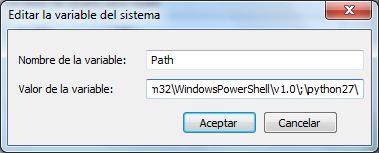 Editar la variable del sistema
Nombre de la variable: Path
Valor de la variable: m32\WindowsPowerShell\v1.0\;\python27\
Aceptar Cancelar